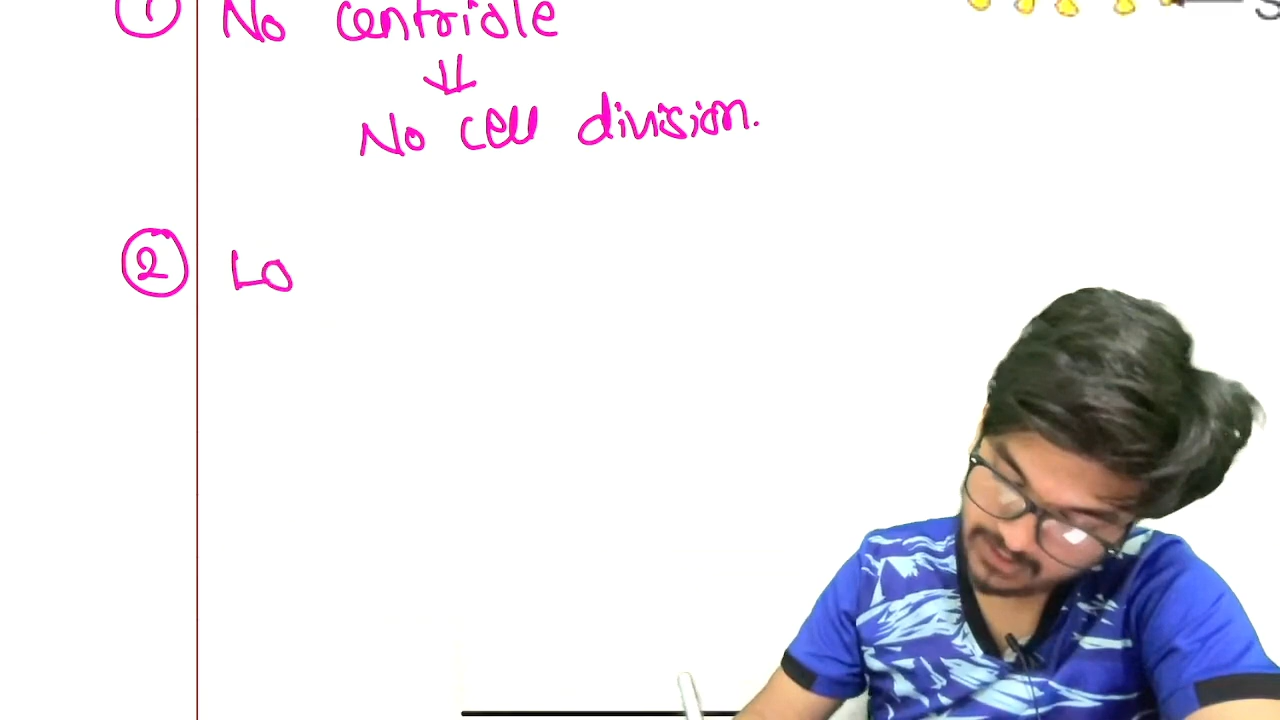 ① No centriole
⇓
No cell division.
② Lo